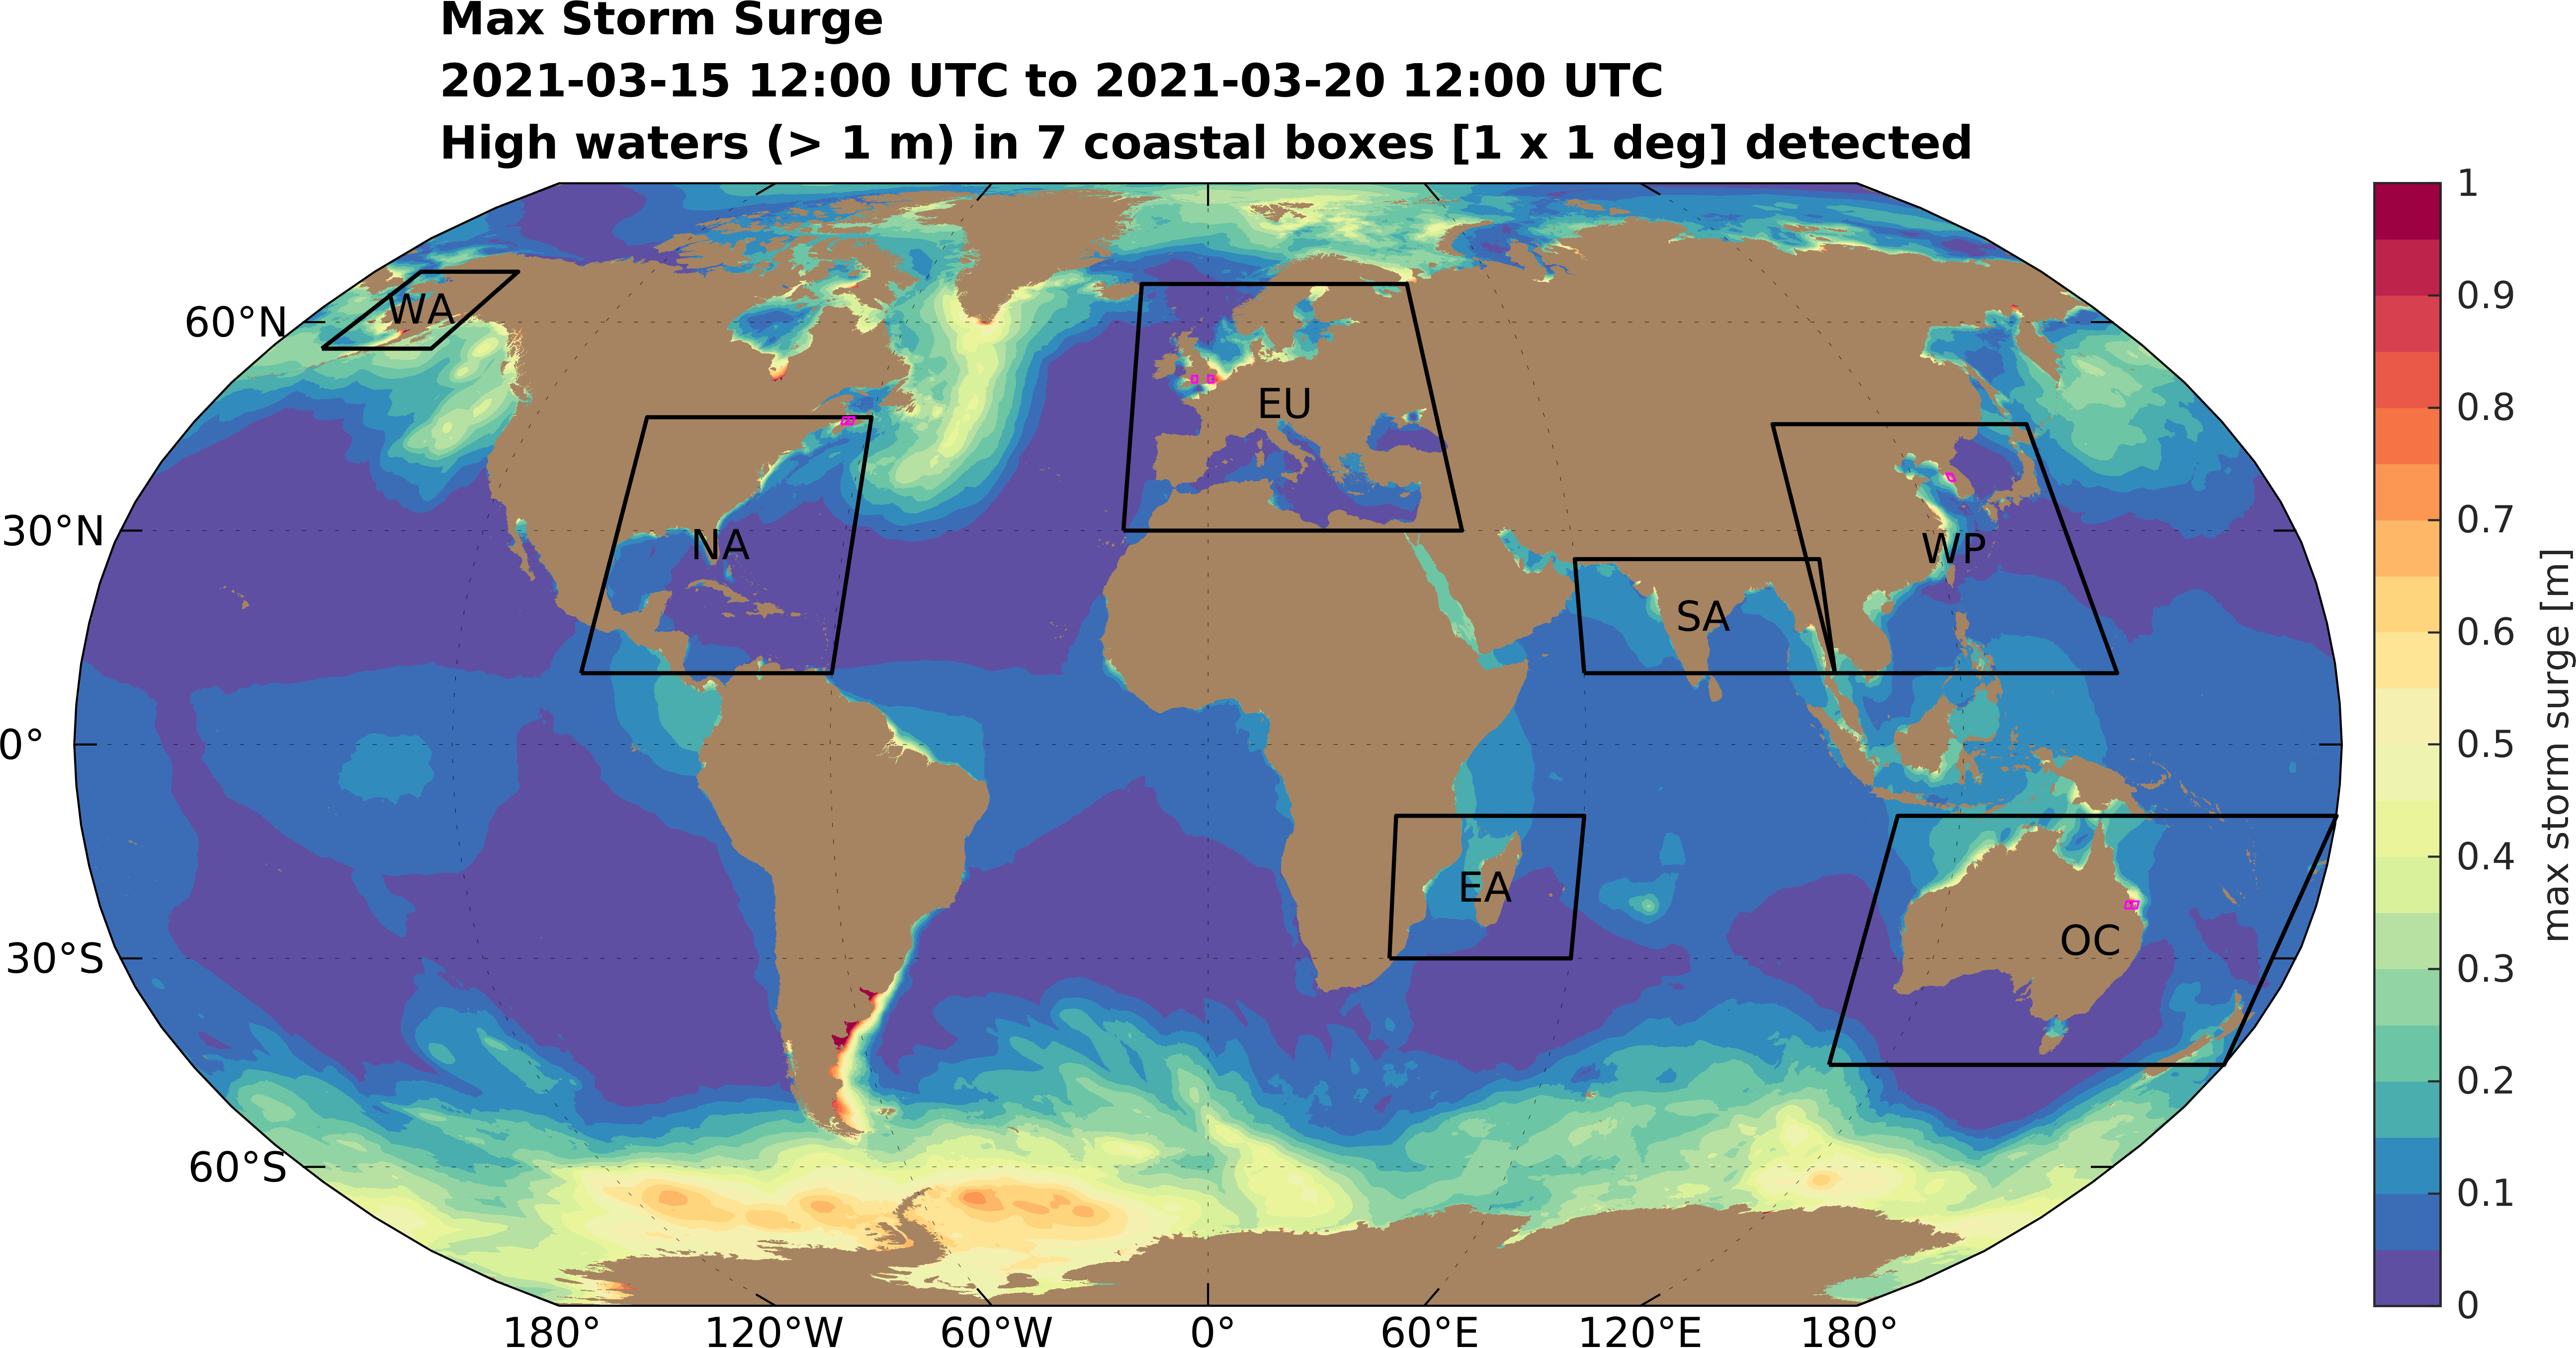 Max Storm Surge
2021-03-15 12:00 UTC to 2021-03-20 12:00 UTC
High waters (> 1 m) in 7 coastal boxes [1 x 1 deg] detected
60°N
30°N
0°
30°S
60°S
WA
NA
EU
SA
WP
EA
OC
180°
120°W
60°W
0°
60°E
120°E
180°
1
0.9
0.8
0.7
0.6
0.5
0.4
0.3
0.2
0.1
0
max storm surge [m]